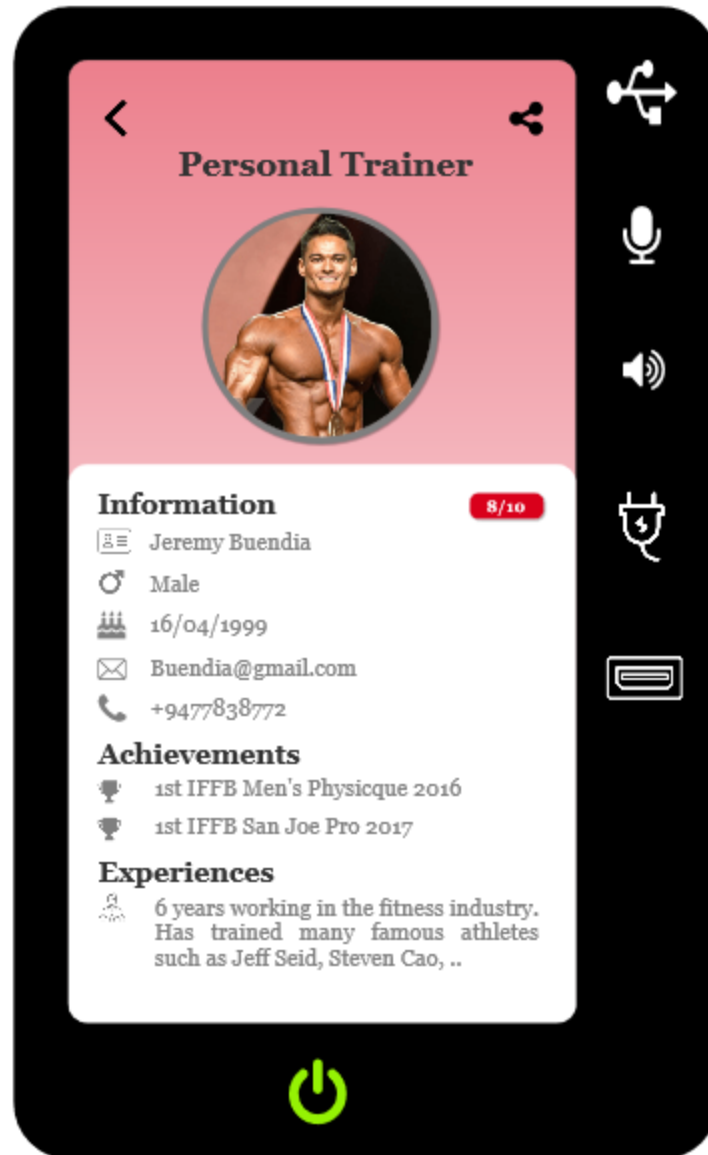 Personal Trainer
Information
8/10
Jeremy Buendia
Male
16/04/1999
Buendia@gmail.com
+9477838772
Achievements
1st IFFB Men's Physicque 2016
1st IFFB San Joe Pro 2017
Experiences
6 years working in the fitness industry.
Has trained many famous athletes
such as Jeff Seid, Steven Cao, ..